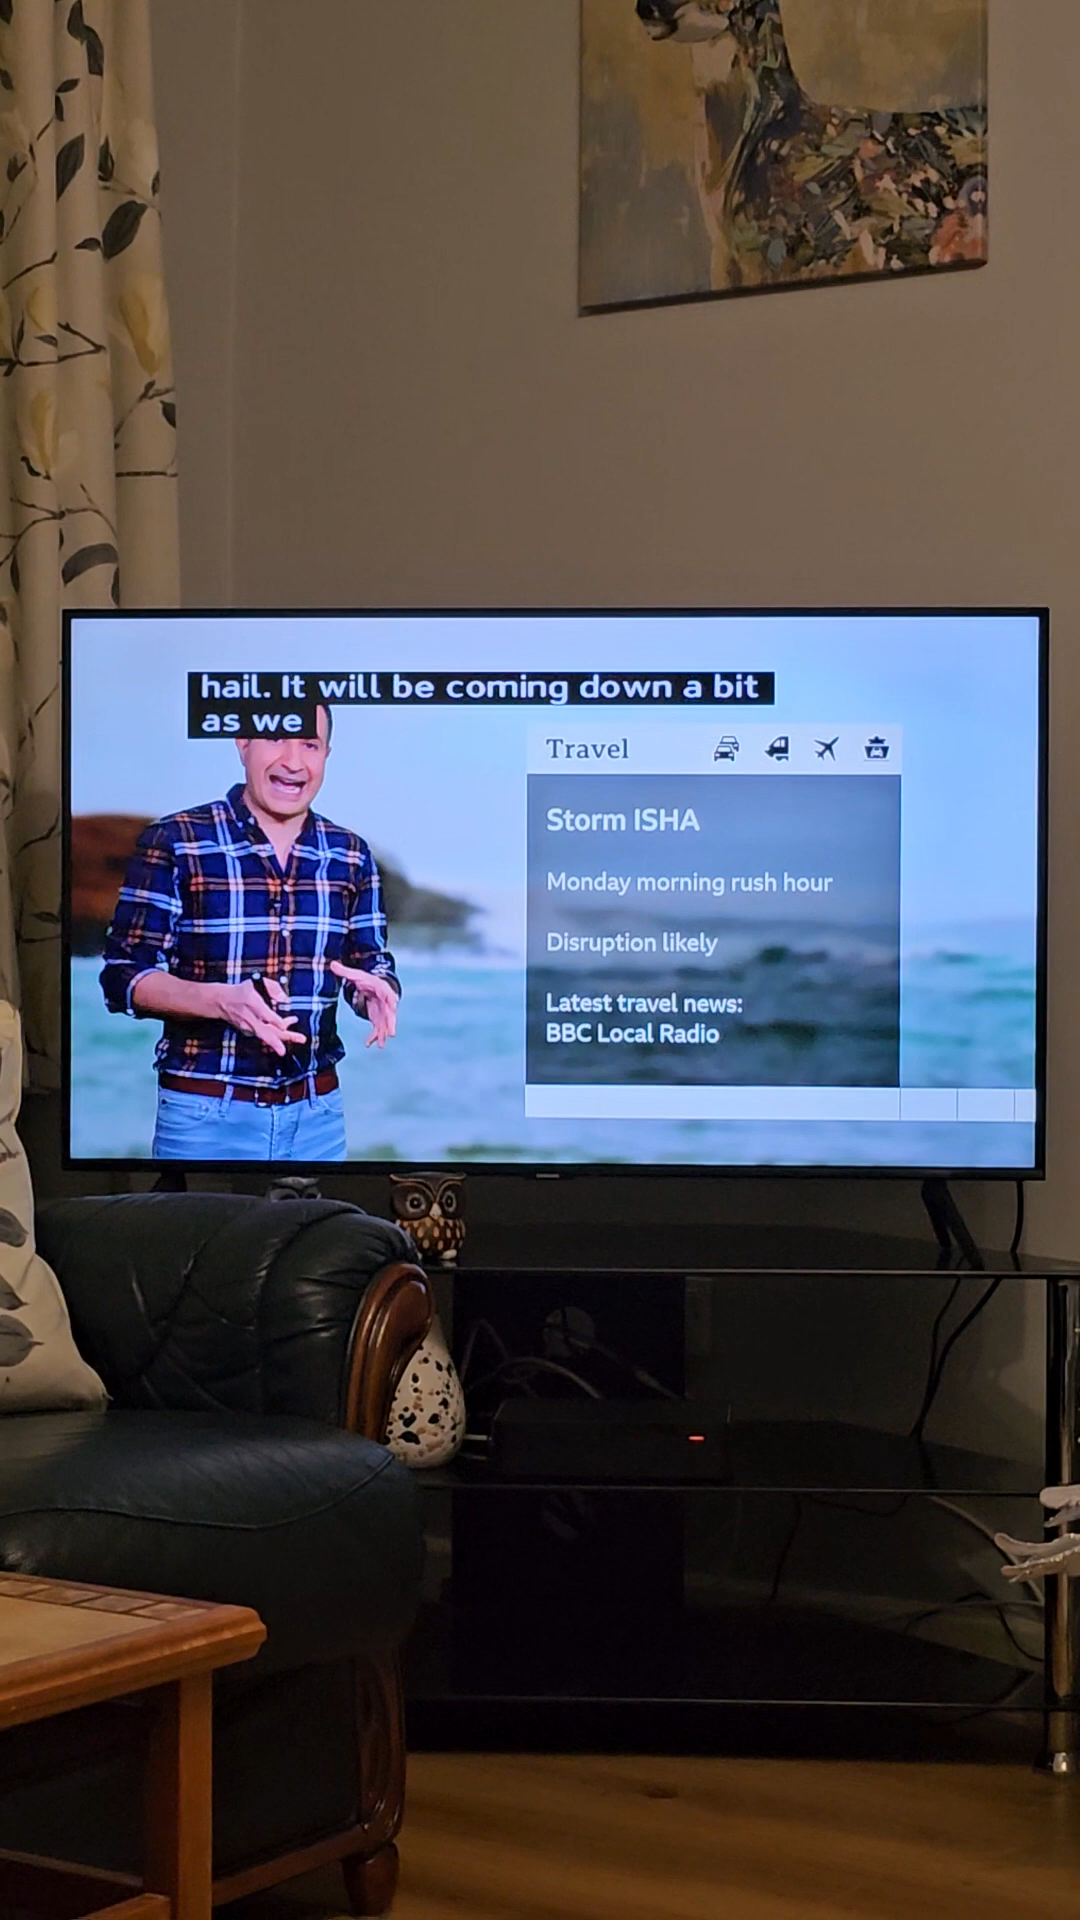 hail. It will be coming down a bit
as we
Travel
Storm ISHA
Monday morning rush hour
Disruption likely
Latest travel news:
BBC Local Radio